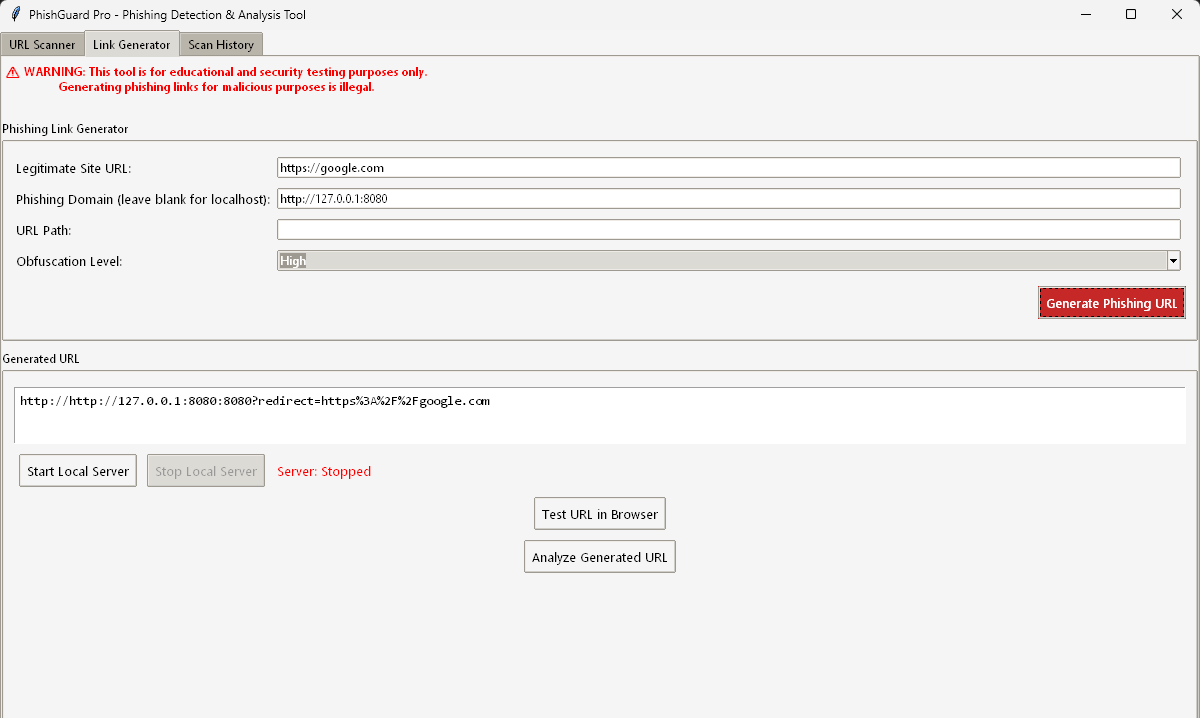 PhishGuard Pro - Phishing Detection & Analysis Tool
URL Scanner Link Generator Scan History
⚠ WARNING: This tool is for educational and security testing purposes only.
Generating phishing links for malicious purposes is illegal.
Phishing Link Generator
Legitimate Site URL: https://google.com
Phishing Domain (leave blank for localhost): http://127.0.0.1:8080
URL Path:
Obfuscation Level: High
Generate Phishing URL
Generated URL
http://http://127.0.0.1:8080:8080?redirect=https%3A%2F%2Fgoogle.com
Start Local Server Stop Local Server Server: Stopped
Test URL in Browser
Analyze Generated URL